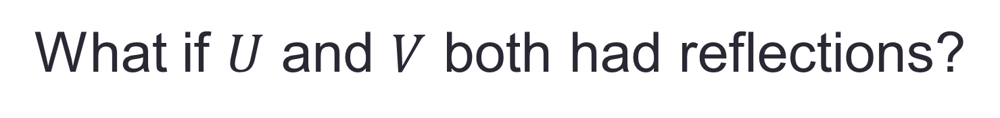 What if U and V both had reflections?